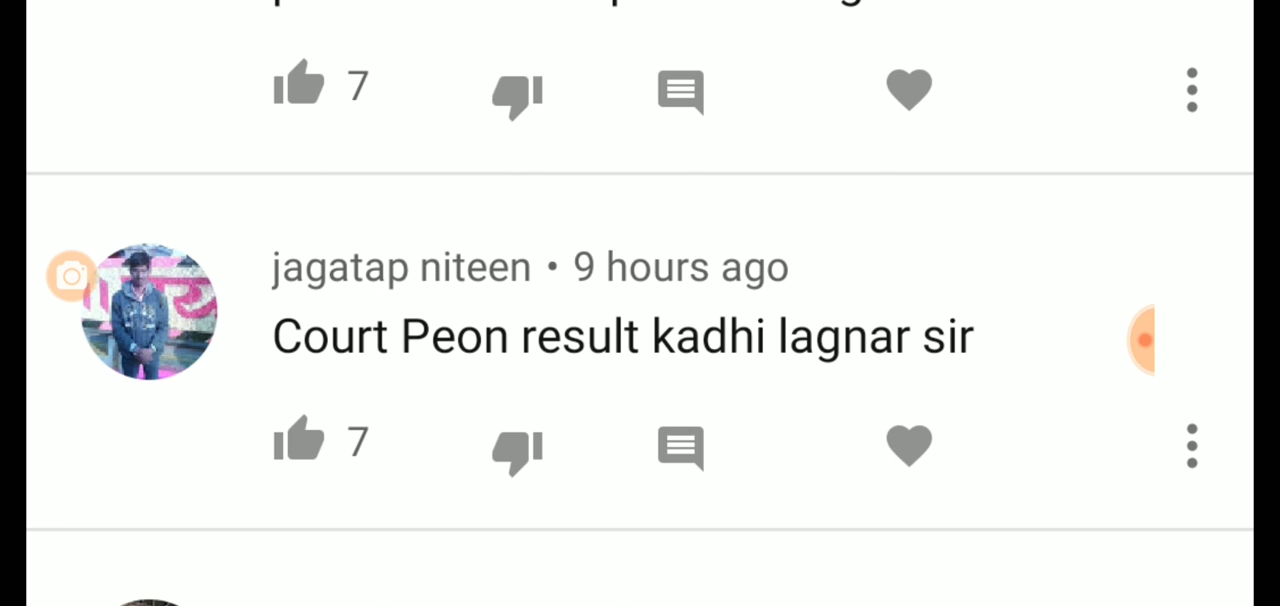 7
jagatap niteen • 9 hours ago
Court Peon result kadhi lagnar sir
7